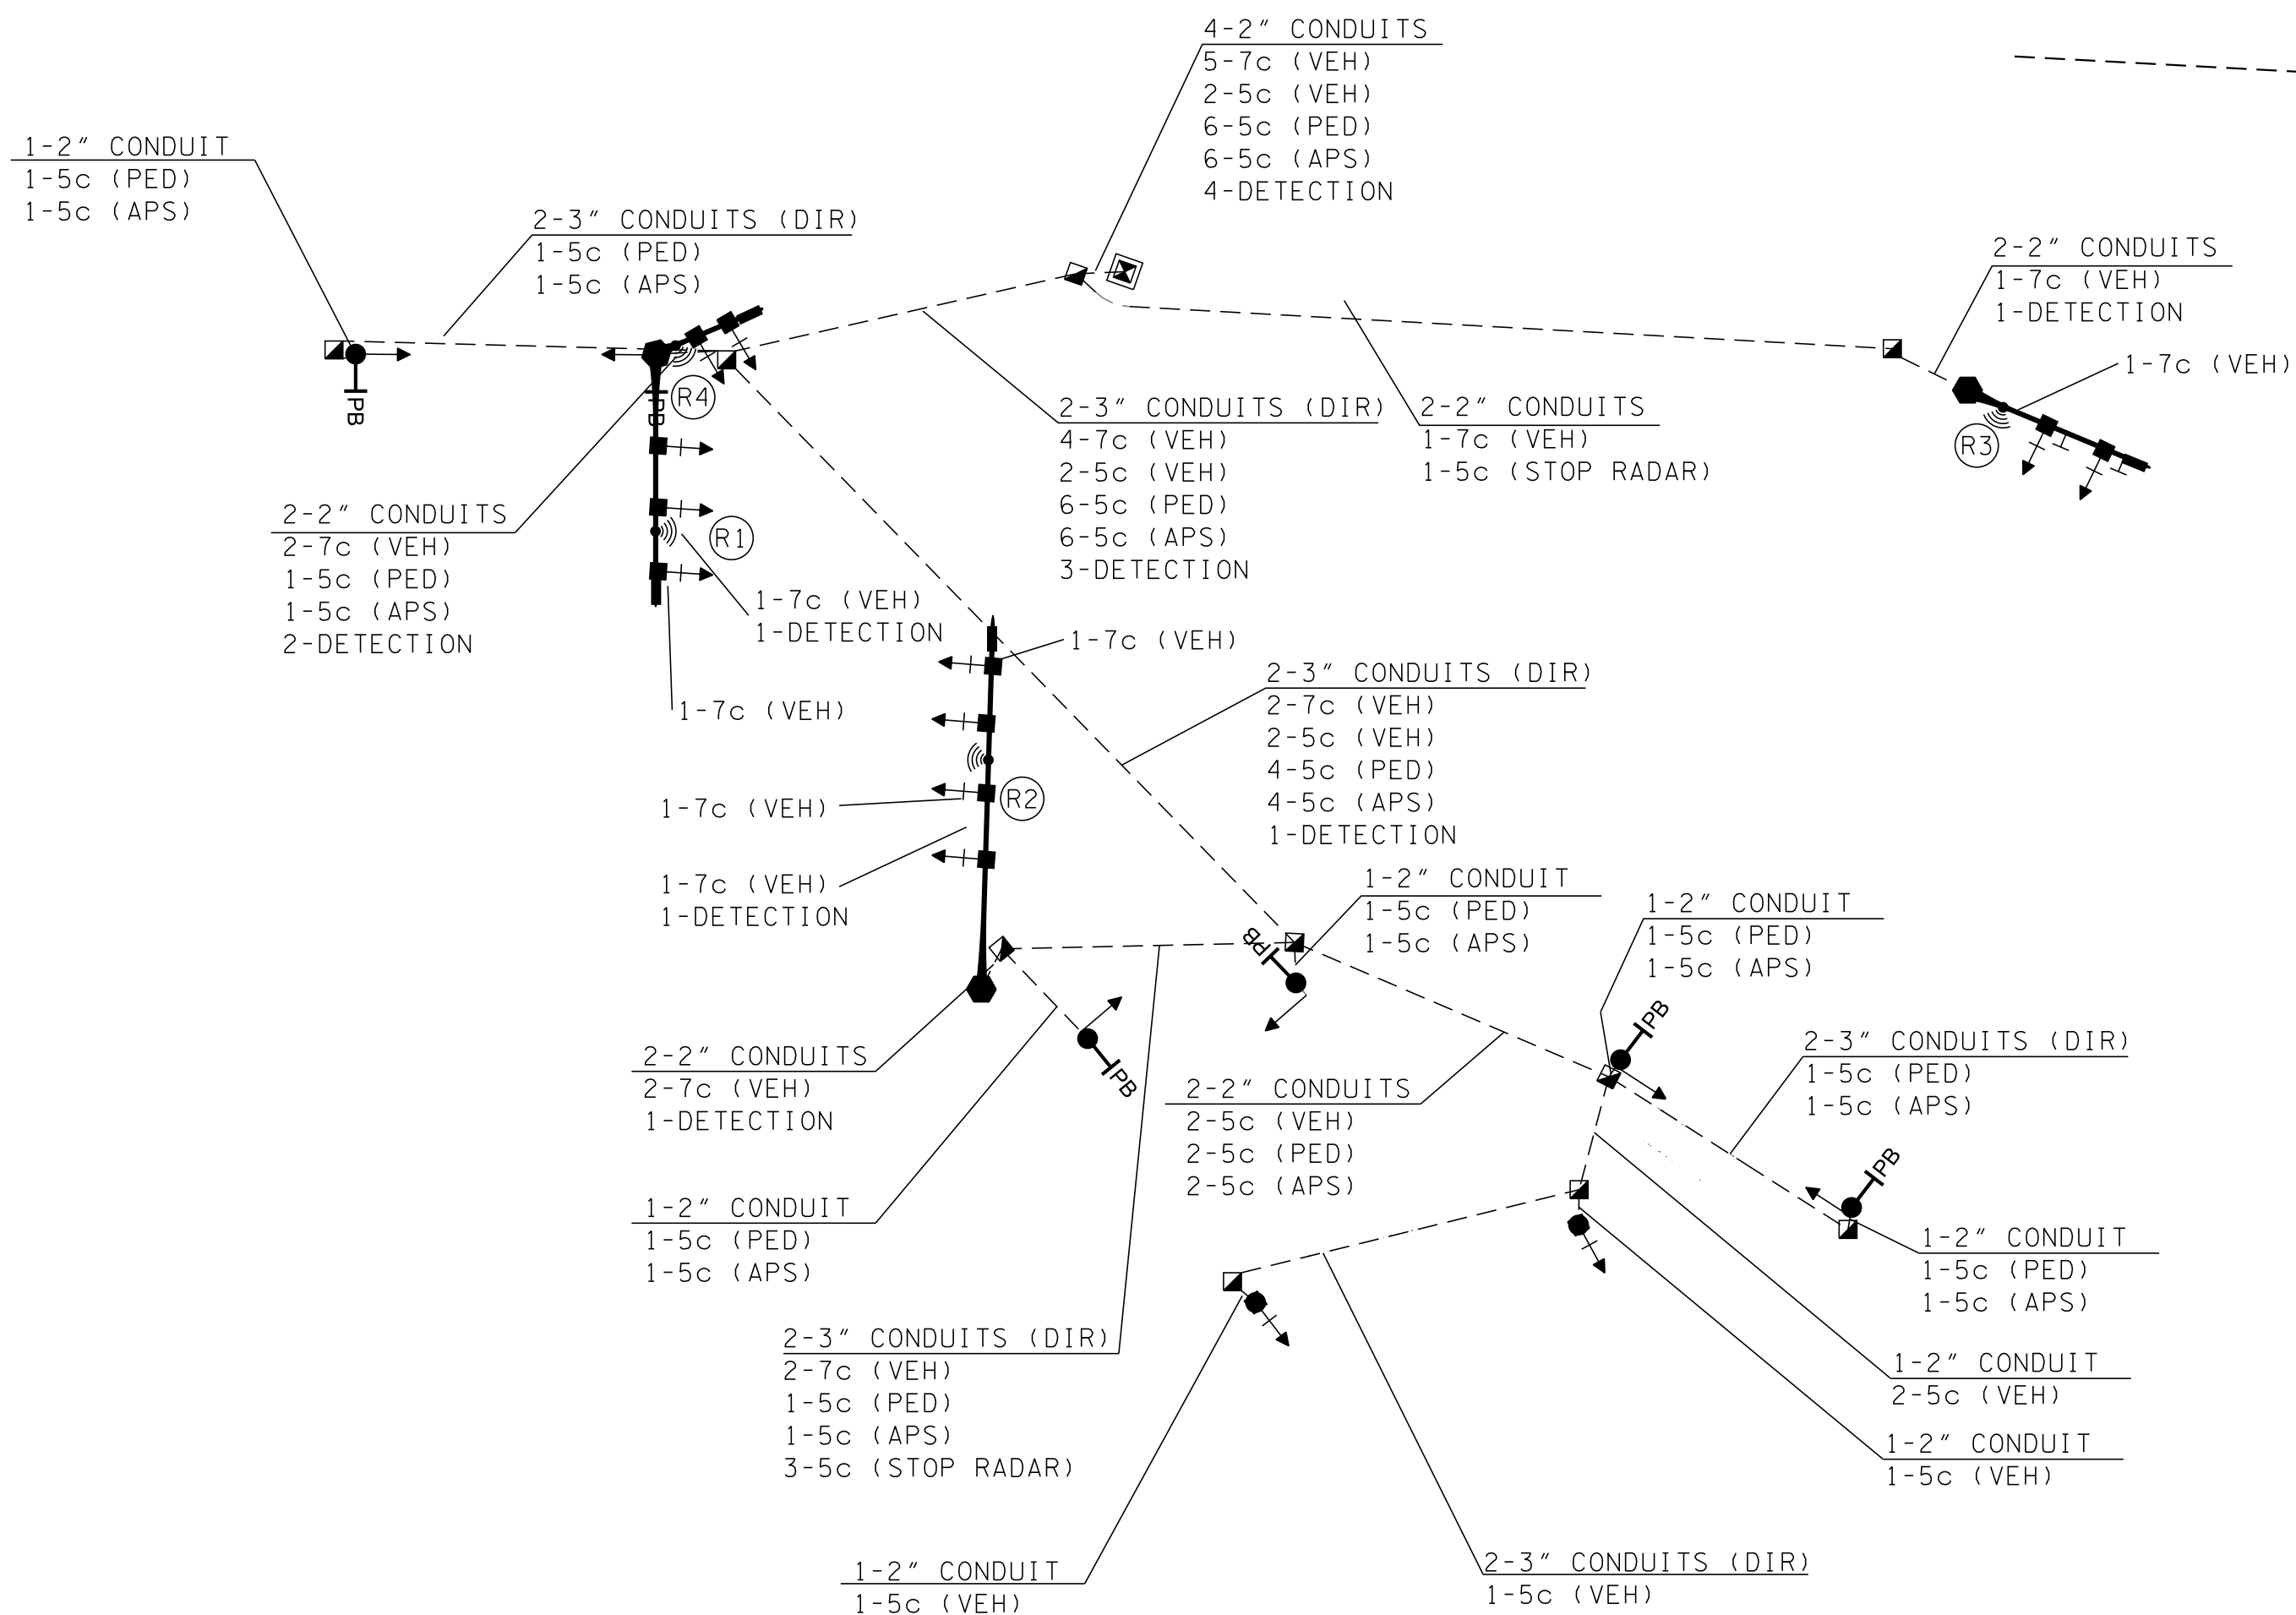 4-2" CONDUITS
5-7c (VEH)
2-5c (VEH)
6-5c (PED)
6-5c (APS)
4-DETECTION
1-2" CONDUIT
1-5c (PED)
1-5c (APS)
2-3" CONDUITS (DIR)
1-5c (PED)
1-5c (APS)
2-2" CONDUITS
1-7c (VEH)
1-DETECTION
1-7c (VEH)
R3
PB
PB
R4
2-3" CONDUITS (DIR)
4-7c (VEH)
2-5c (VEH)
6-5c (PED)
6-5c (APS)
3-DETECTION
2-2" CONDUITS
1-7c (VEH)
1-5c (STOP RADAR)
2-2" CONDUITS
2-7c (VEH)
1-5c (PED)
1-5c (APS)
2-DETECTION
R1
1-7c (VEH)
1-DETECTION
1-7c (VEH)
1-7c (VEH)
2-3" CONDUITS (DIR)
2-7c (VEH)
2-5c (VEH)
4-5c (PED)
4-5c (APS)
1-DETECTION
1-7c (VEH)
R2
1-7c (VEH)
1-DETECTION
1-2" CONDUIT
1-5c (PED)
1-5c (APS)
1-2" CONDUIT
1-5c (PED)
1-5c (APS)
PB
PB
PB
PB
2-2" CONDUITS
2-7c (VEH)
1-DETECTION
2-2" CONDUITS
2-5c (VEH)
2-5c (PED)
2-5c (APS)
2-3" CONDUITS (DIR)
1-5c (PED)
1-5c (APS)
1-2" CONDUIT
1-5c (PED)
1-5c (APS)
1-2" CONDUIT
1-5c (PED)
1-5c (APS)
2-3" CONDUITS (DIR)
2-7c (VEH)
1-5c (PED)
1-5c (APS)
3-5c (STOP RADAR)
1-2" CONDUIT
2-5c (VEH)
1-2" CONDUIT
1-5c (VEH)
1-2" CONDUIT
1-5c (VEH)
2-3" CONDUITS (DIR)
1-5c (VEH)